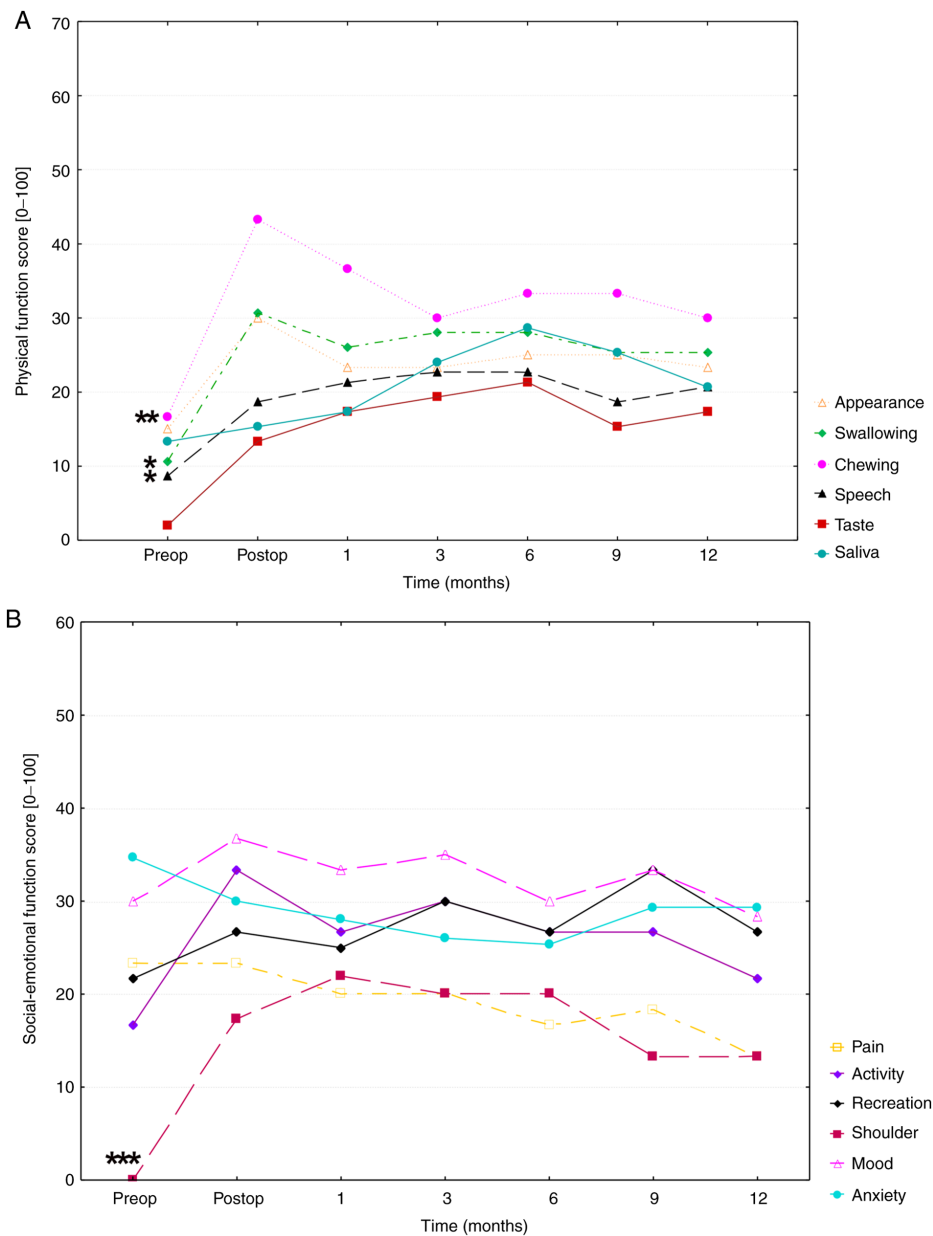 A
Physical function score [0–100]
70
60
50
40
30
20
10
0
**
*
*
Preop Postop 1 3 6 9 12
Time (months)
Appearance
Swallowing
Chewing
Speech
Taste
Saliva
B
Social-emotional function score [0–100]
60
50
40
30
20
10
0
***
Preop Postop 1 3 6 9 12
Time (months)
Pain
Activity
Recreation
Shoulder
Mood
Anxiety